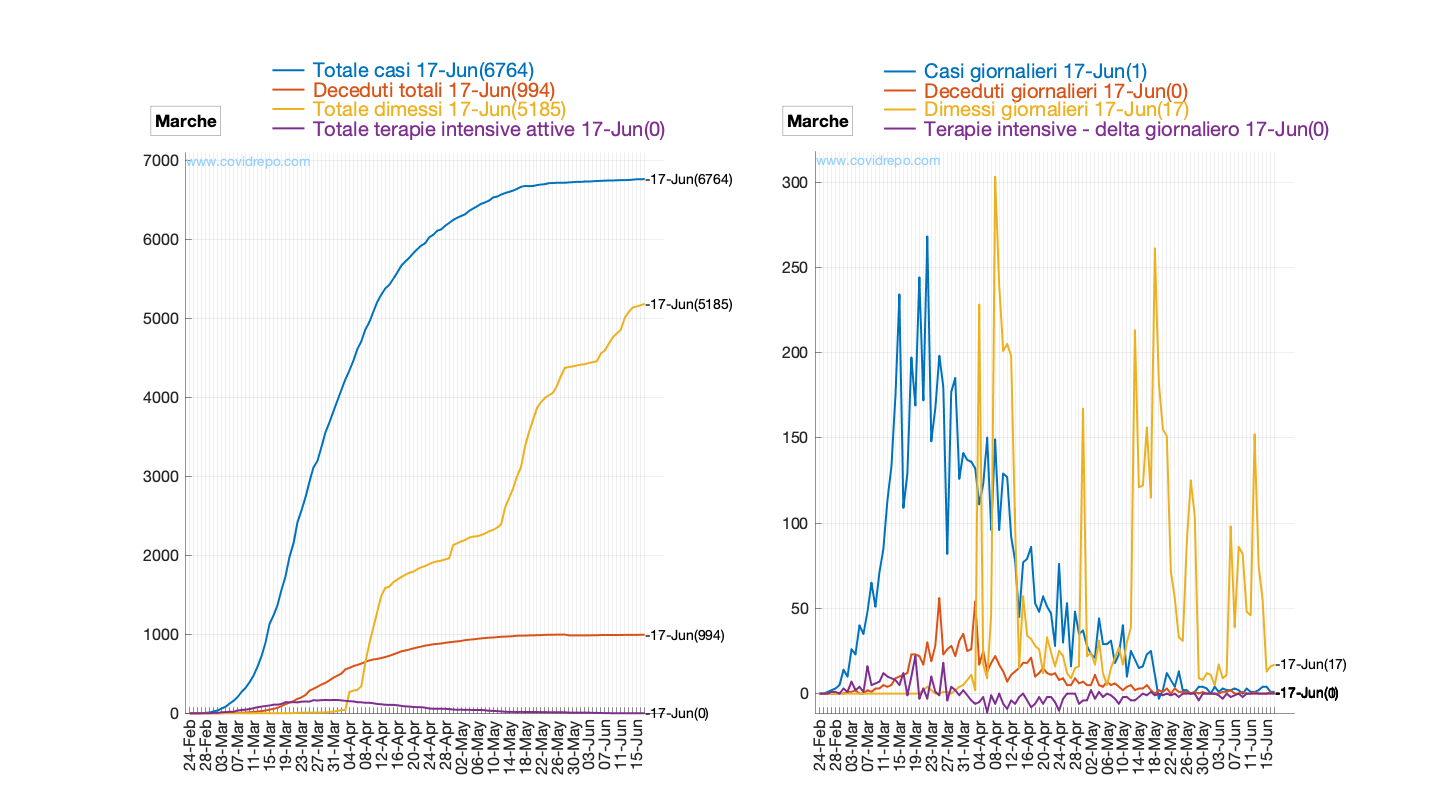 Totale casi 17-Jun(6764)
Deceduti totali 17-Jun(994)
Totale dimessi 17-Jun(5185)
Totale terapie intensive attive 17-Jun(0)
Marche
www.covidrepo.com
7000
6000
5000
4000
3000
2000
1000
0
-17-Jun(6764)
-17-Jun(5185)
-17-Jun(994)
-17-Jun(0)
24-Feb
28-Feb
03-Mar
07-Mar
11-Mar
15-Mar
19-Mar
23-Mar
27-Mar
31-Mar
04-Apr
08-Apr
12-Apr
16-Apr
20-Apr
24-Apr
28-Apr
02-May
06-May
10-May
14-May
18-May
22-May
26-May
30-May
03-Jun
07-Jun
11-Jun
15-Jun
Casi giornalieri 17-Jun(1)
Deceduti giornalieri 17-Jun(0)
Dimessi giornalieri 17-Jun(17)
Terapie intensive - delta giornaliero 17-Jun(0)
Marche
www.covidrepo.com
300
250
200
150
100
50
0
-17-Jun(17)
24-Feb
28-Feb
03-Mar
07-Mar
11-Mar
15-Mar
19-Mar
23-Mar
27-Mar
31-Mar
04-Apr
08-Apr
12-Apr
16-Apr
20-Apr
24-Apr
28-Apr
02-May
06-May
10-May
14-May
18-May
22-May
26-May
30-May
03-Jun
07-Jun
11-Jun
15-Jun